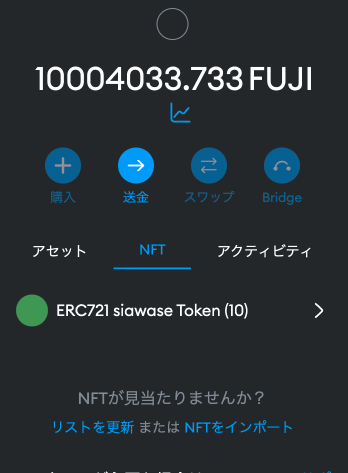 10004033.733 FUJI
購入 送金 スワップ Bridge
アセット NFT アクティビティ
ERC721 siawase Token (10)
NFTが見当たりませんか？
リストを更新 または NFTをインポート